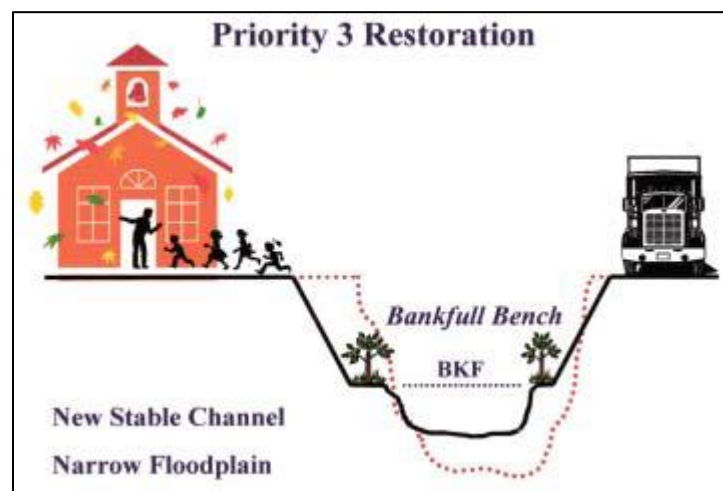 Priority 3 Restoration
Bankfull Bench
BKF
New Stable Channel
Narrow Floodplain